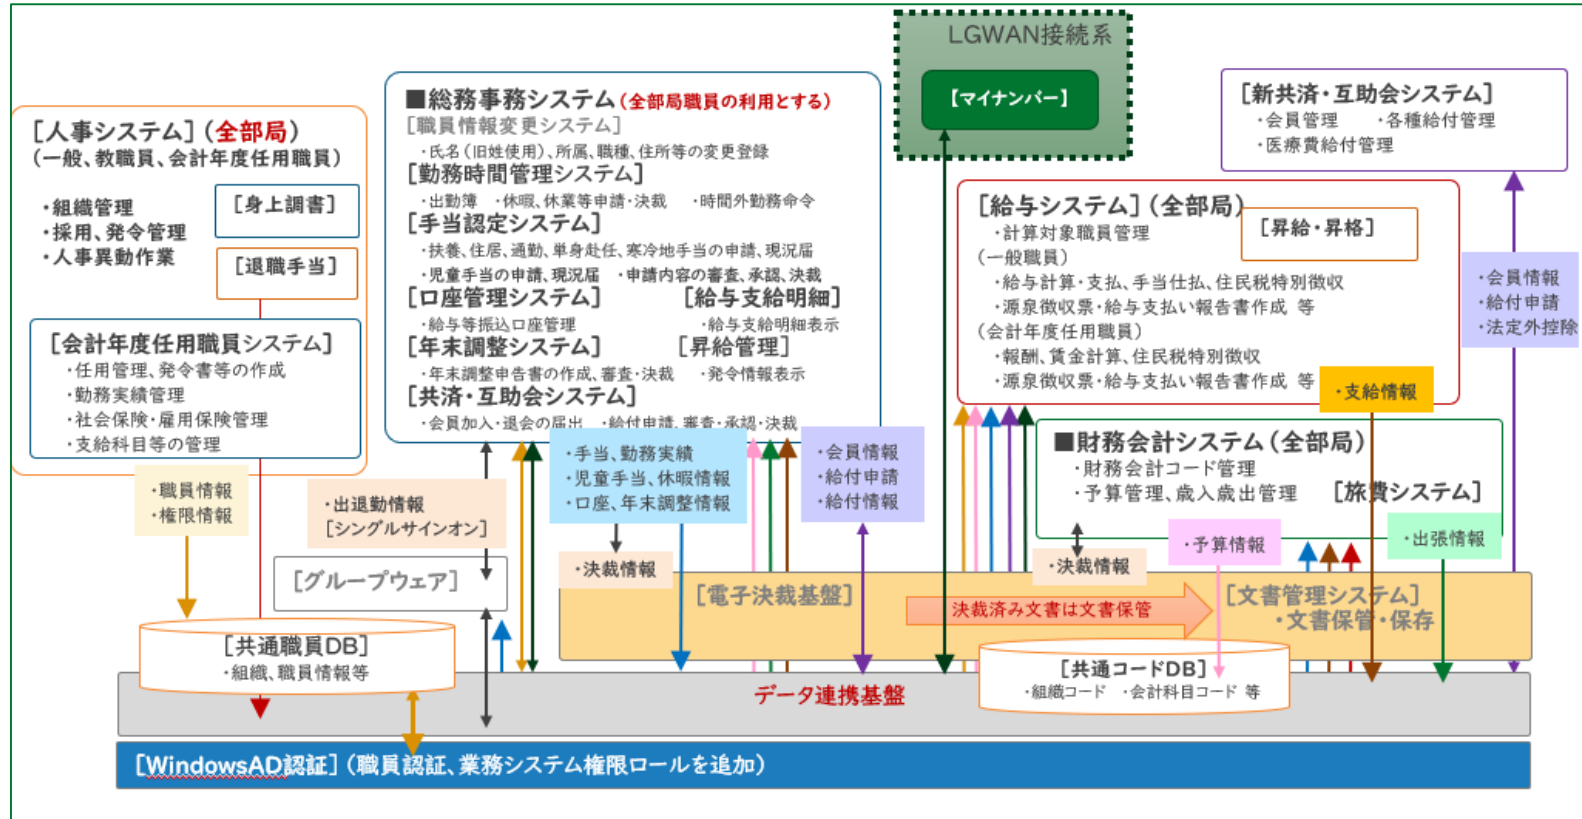 LGWAN接続系
【マイナンバー】
[人事システム](全部局)
(一般、教職員、会計年度任用職員)
・組織管理
・採用、発令管理
・人事異動作業
[身上調書]
[退職手当]
[会計年度任用職員システム]
・任用管理、発令書等の作成
・勤務実績管理
・社会保険・雇用保険管理
・支給科目等の管理
■総務事務システム(全部局職員の利用とする)
[職員情報変更システム]
・氏名(旧姓使用)、所属、職種、住所等の変更登録
[勤務時間管理システム]
・出勤簿 ・休暇、休業等申請・決裁 ・時間外勤務命令
[手当認定システム]
・扶養、住居、通勤、単身赴任、寒冷地手当の申請、現況届
・児童手当の申請、現況届 ・申請内容の審査、承認、決裁
[口座管理システム] [給与支給明細]
・給与等振込口座管理 ・給与支給明細表示
[年末調整システム] [昇給管理]
・年末調整申告書の作成、審査・決裁 ・発令情報表示
[共済・互助会システム]
・会員加入・退会の届出 ・給付申請、審査・承認・決裁
[新共済・互助会システム]
・会員管理 ・各種給付管理
・医療費給付管理
[給与システム](全部局)
[昇給・昇格]
・計算対象職員管理
(一般職員)
・給与計算・支払、手当仕払、住民税特別徴収
・源泉徴収票・給与支払い報告書作成 等
(会計年度任用職員)
・報酬、賃金計算、住民税特別徴収
・源泉徴収票・給与支払い報告書作成 等
・会員情報
・給付申請
・法定外控除
・支給情報
■財務会計システム(全部局)
・財務会計コード管理
・予算管理、歳入歳出管理 [旅費システム]
・職員情報
・権限情報
・出退勤情報
[シングルサインオン]
・手当、勤務実績
・児童手当、休暇情報
・口座、年末調整情報
・会員情報
・給付申請
・給付情報
・決裁情報
・決裁情報
・予算情報
・出張情報
[グループウェア]
[電子決裁基盤]
決裁済み文書は文書保管
[文書管理システム]
・文書保管・保存
[共通職員DB]
・組織、職員情報等
[共通コードDB]
・組織コード ・会計科目コード 等
データ連携基盤
[WindowsAD認証](職員認証、業務システム権限ロールを追加)